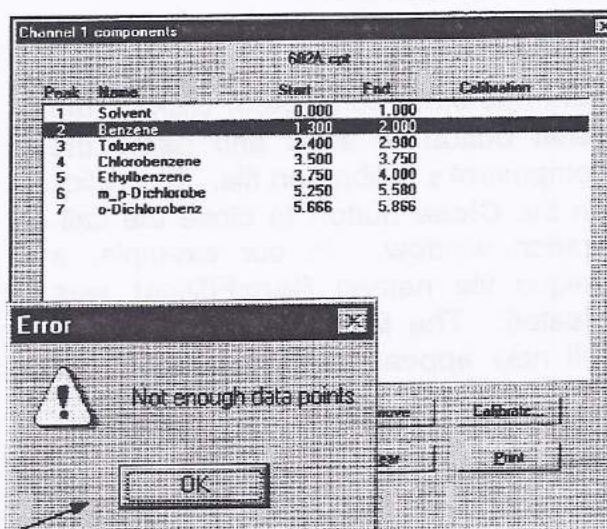 Channel 1 components
602A.cpt
Peak Name Start End Calibration
1 Solvent 0.000 1.000
2 Benzene 1.300 2.000
3 Toluene 2.400 2.900
4 Chlorobenzene 3.500 3.750
5 Ethylbenzene 3.750 4.000
6 m_p-Dichlorobe 5.250 5.580
7 o-Dichlorobenz 5.666 5.866
Error
Not enough data points
OK
Calibrate...
Print